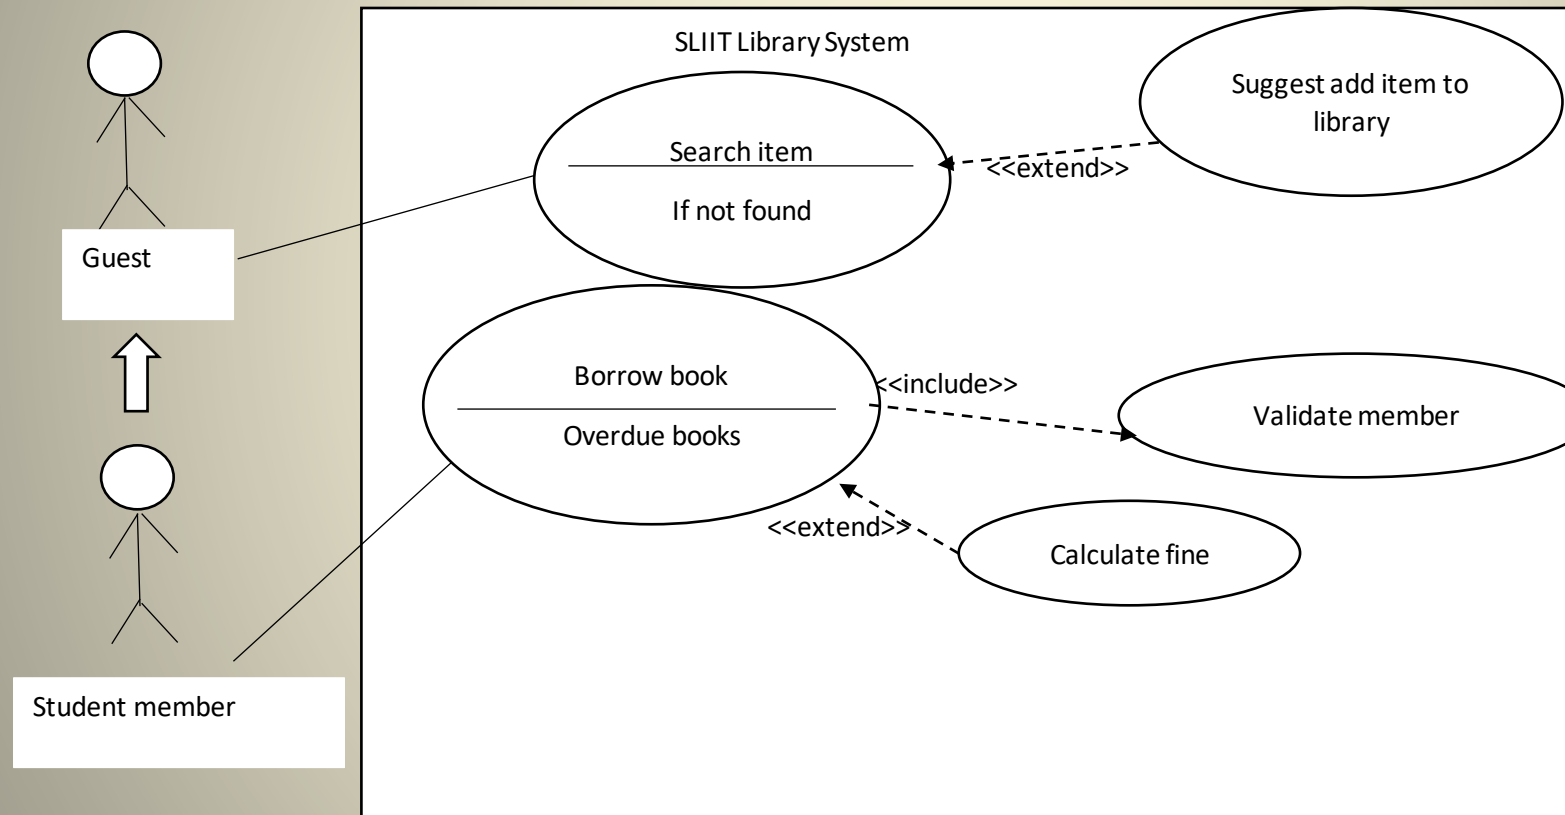 SLIIT Library System
Suggest add item to
library
Search item
<<extend>>
If not found
Guest
Borrow book
<<include>>
Overdue books
Validate member
<<extend>>
Calculate fine
Student member